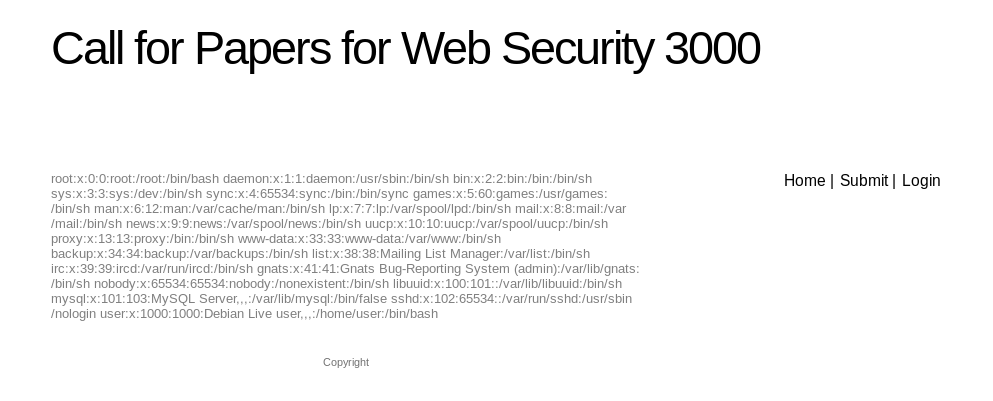 Call for Papers for Web Security 3000
Home | Submit | Login
root:x:0:0:root:/root:/bin/bash daemon:x:1:1:daemon:/usr/sbin:/bin/sh bin:x:2:2:bin:/bin:/bin/sh
sys:x:3:3:sys:/dev:/bin/sh sync:x:4:65534:sync:/bin:/bin/sync games:x:5:60:games:/usr/games:
/bin/sh man:x:6:12:man:/var/cache/man:/bin/sh lp:x:7:7:lp:/var/spool/lpd:/bin/sh mail:x:8:8:mail:/var
/mail:/bin/sh news:x:9:9:news:/var/spool/news:/bin/sh uucp:x:10:10:uucp:/var/spool/uucp:/bin/sh
proxy:x:13:13:proxy:/bin:/bin/sh www-data:x:33:33:www-data:/var/www:/bin/sh
backup:x:34:34:backup:/var/backups:/bin/sh list:x:38:38:Mailing List Manager:/var/list:/bin/sh
irc:x:39:39:ircd:/var/run/ircd:/bin/sh gnats:x:41:41:Gnats Bug-Reporting System (admin):/var/lib/gnats:
/bin/sh nobody:x:65534:65534:nobody:/nonexistent:/bin/sh libuuid:x:100:101::/var/lib/libuuid:/bin/sh
mysql:x:101:103:MySQL Server,,,:/var/lib/mysql:/bin/false sshd:x:102:65534::/var/run/sshd:/usr/sbin
/nologin user:x:1000:1000:Debian Live user,,,:/home/user:/bin/bash
Copyright